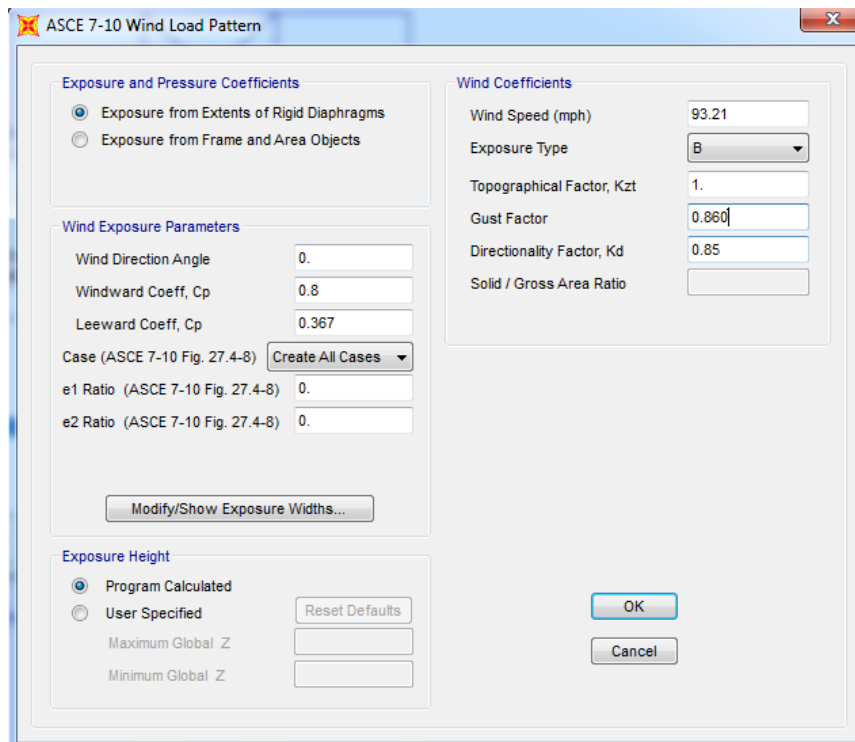 ASCE 7-10 Wind Load Pattern
Exposure and Pressure Coefficients
Exposure from Extents of Rigid Diaphragms
Exposure from Frame and Area Objects
Wind Exposure Parameters
Wind Direction Angle 0.
Windward Coeff, Cp 0.8
Leeward Coeff, Cp 0.367
Case (ASCE 7-10 Fig. 27.4-8) Create All Cases
e1 Ratio (ASCE 7-10 Fig. 27.4-8) 0.
e2 Ratio (ASCE 7-10 Fig. 27.4-8) 0.
Modify/Show Exposure Widths...
Exposure Height
Program Calculated
User Specified Reset Defaults
Maximum Global Z
Minimum Global Z
Wind Coefficients
Wind Speed (mph) 93.21
Exposure Type B
Topographical Factor, Kzt 1.
Gust Factor 0.860
Directionality Factor, Kd 0.85
Solid / Gross Area Ratio
OK
Cancel